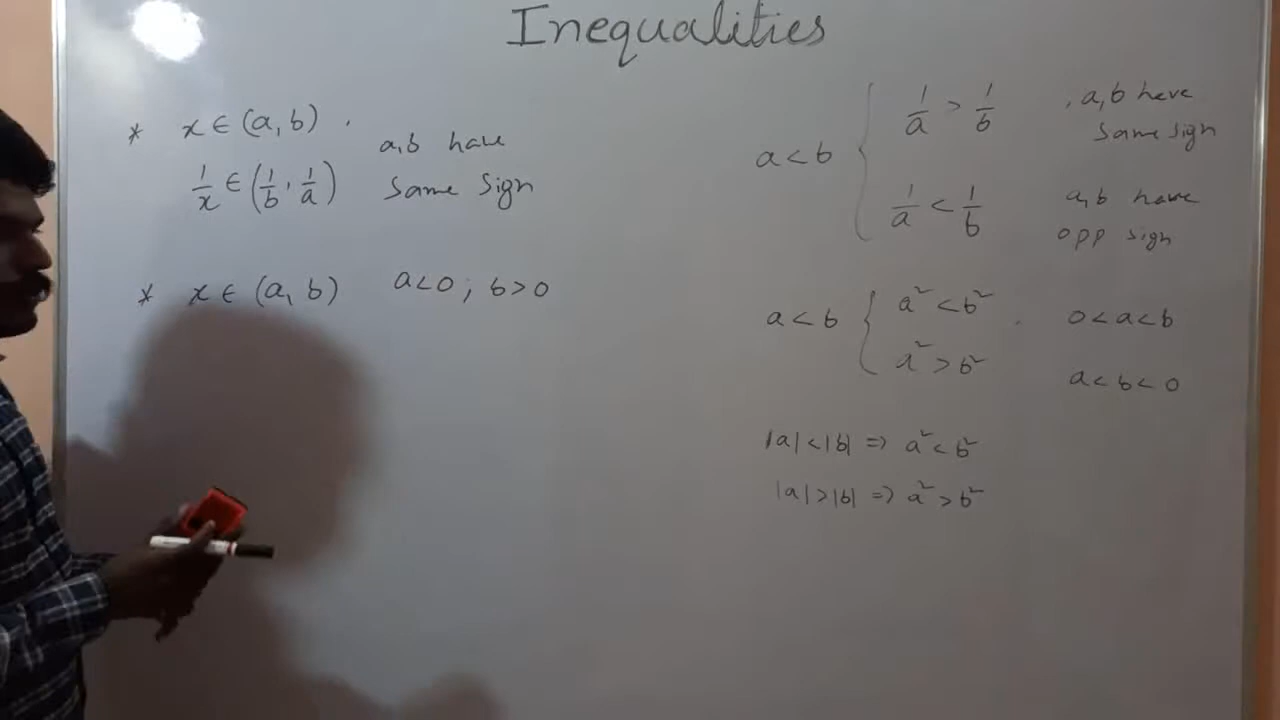 Inequalities
* x ∈ (a, b) .
a, b have
1/x ∈ (1/b, 1/a) Same Sign
* x ∈ (a, b) a<0 ; b>0
a < b { 1/a > 1/b , a, b have
Same sign
1/a < 1/b a, b have
opp sign
a < b { a² < b² . 0<a<b
a² > b² a<b<0
|a|<|b| => a² < b²
|a|>|b| => a² > b²